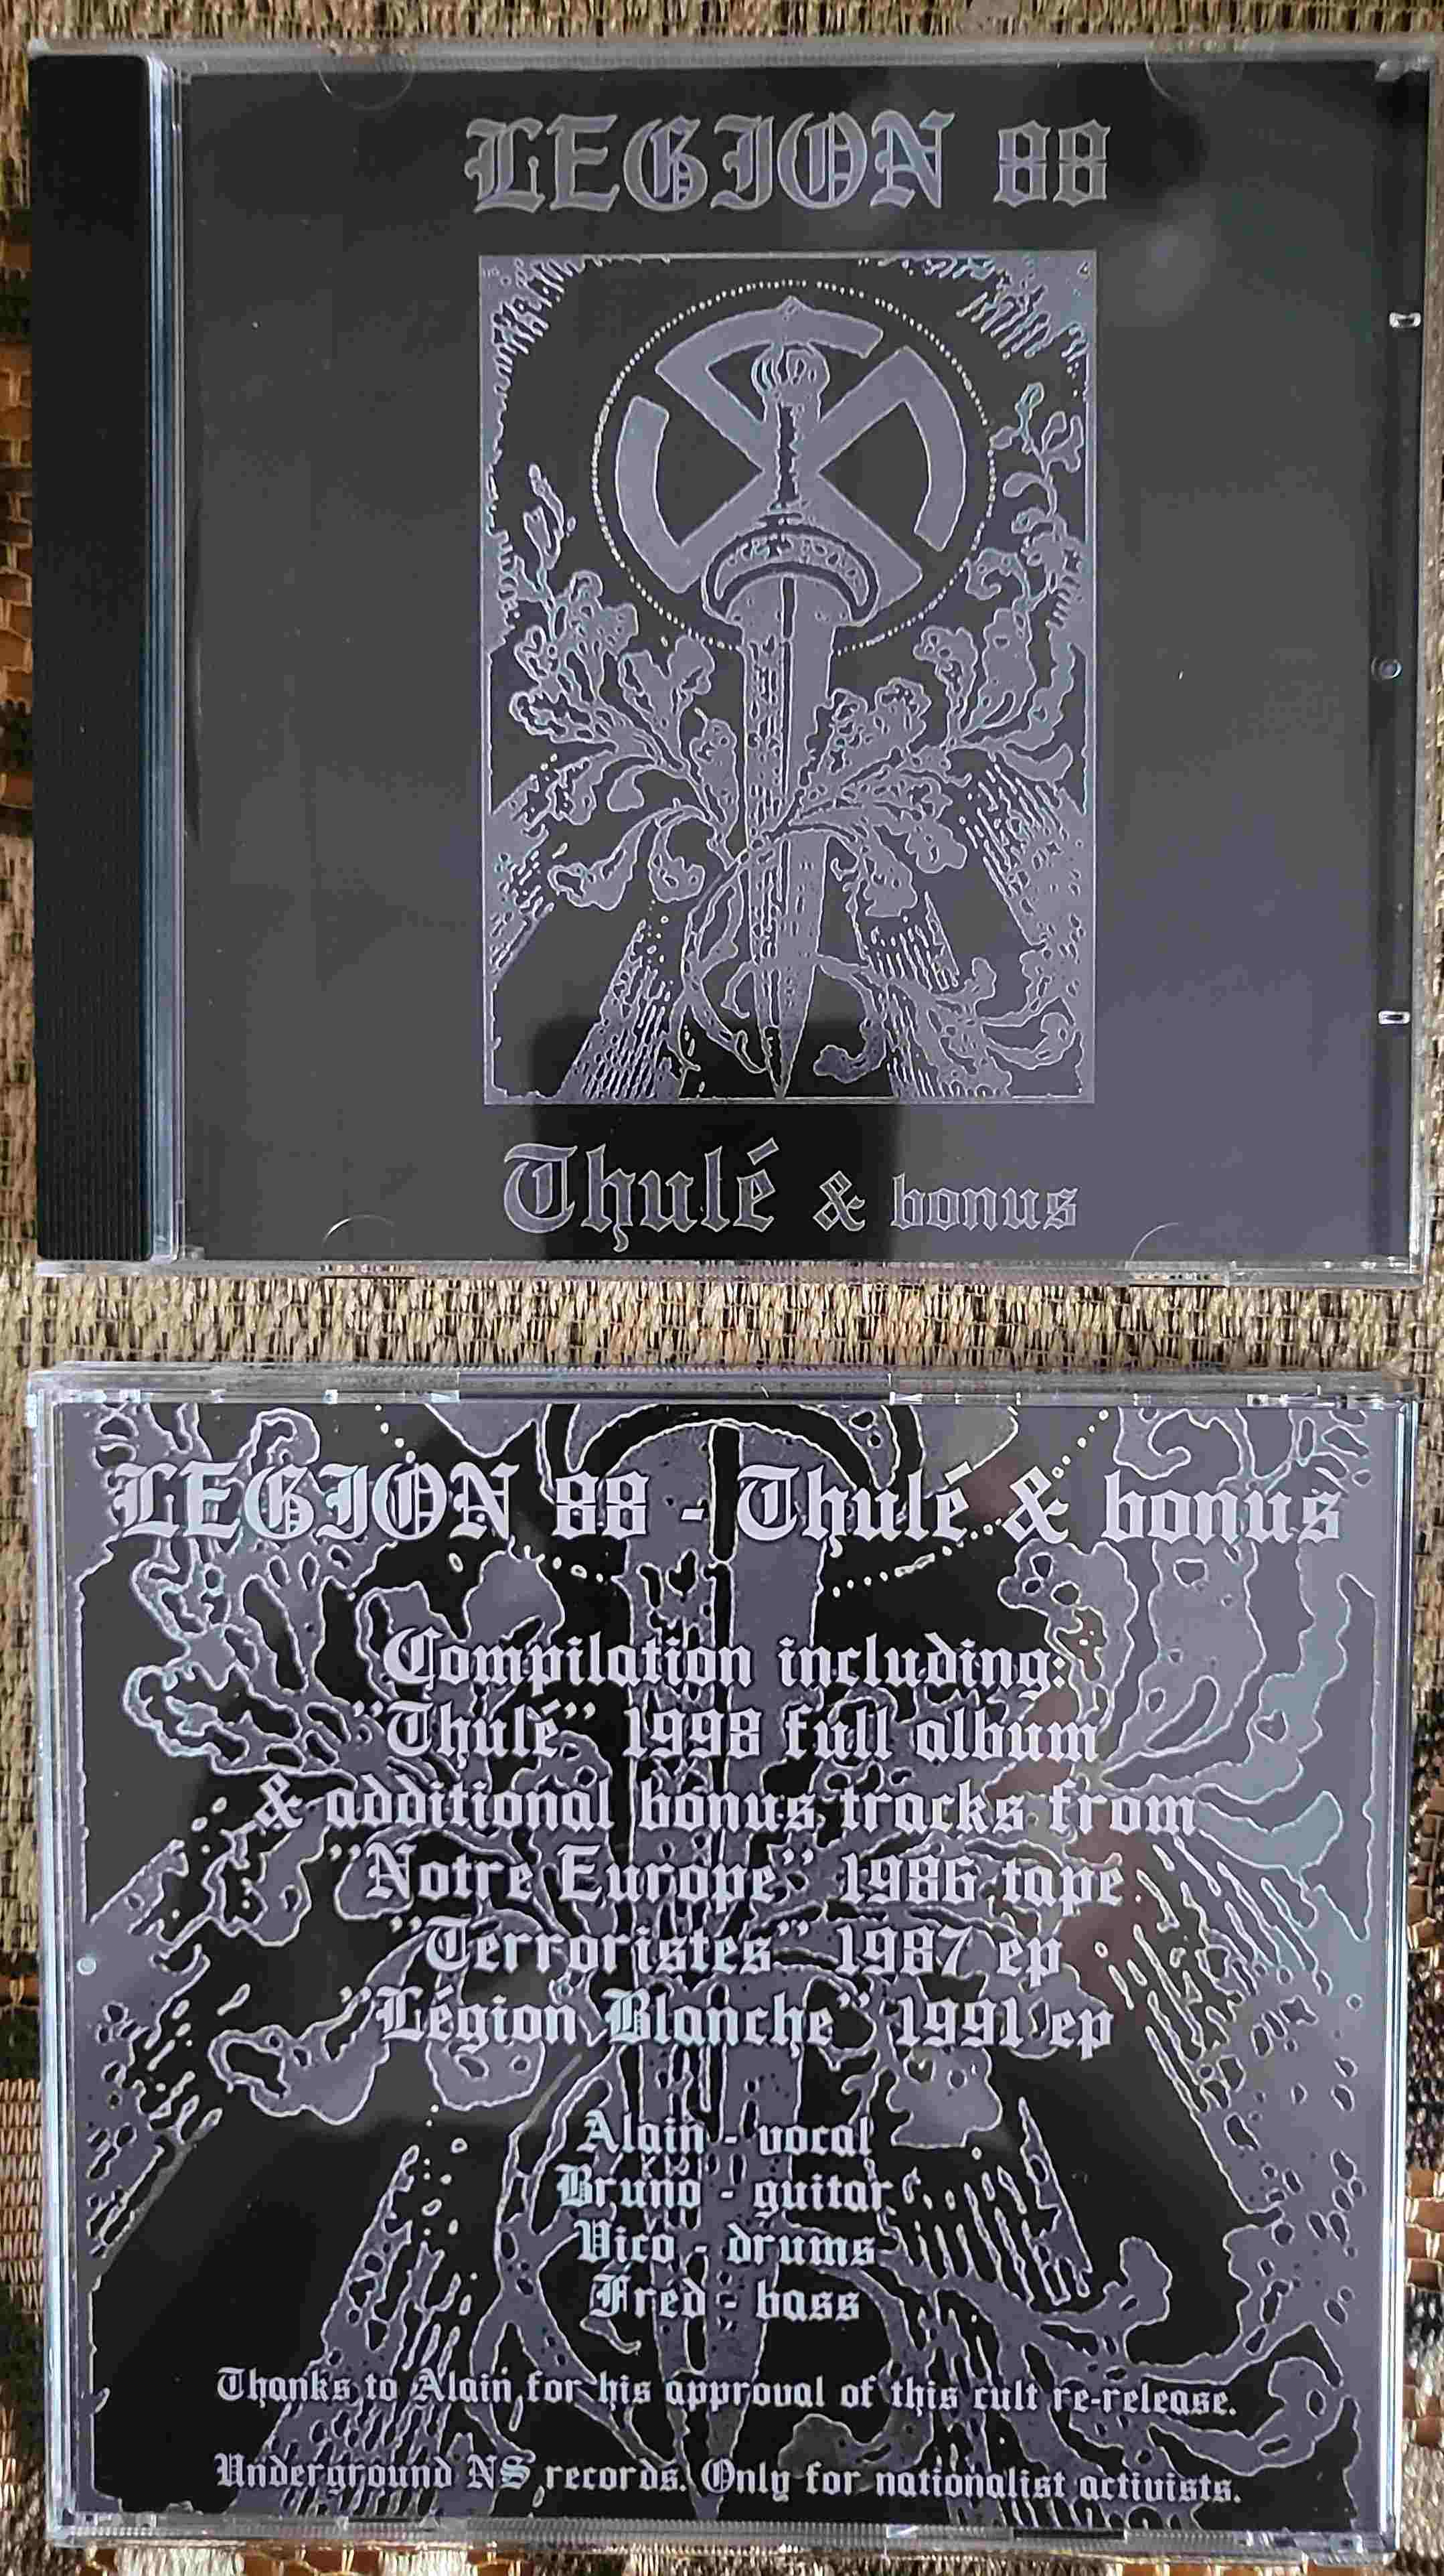 LEGION 88
Thulé & bonus
LEGION 88 - Thulé & bonus
Compilation including:
"Thulé" 1998 full album
& additional bonus tracks from
"Notre Europe" 1986 tape
"Terroristes" 1987 ep
"Légion Blanche" 1991 ep
Alain - vocal
Bruno - guitar
Vico - drums
Fred - bass
Thanks to Alain for his approval of this cult re-release.
Underground NS records. Only for nationalist activists.